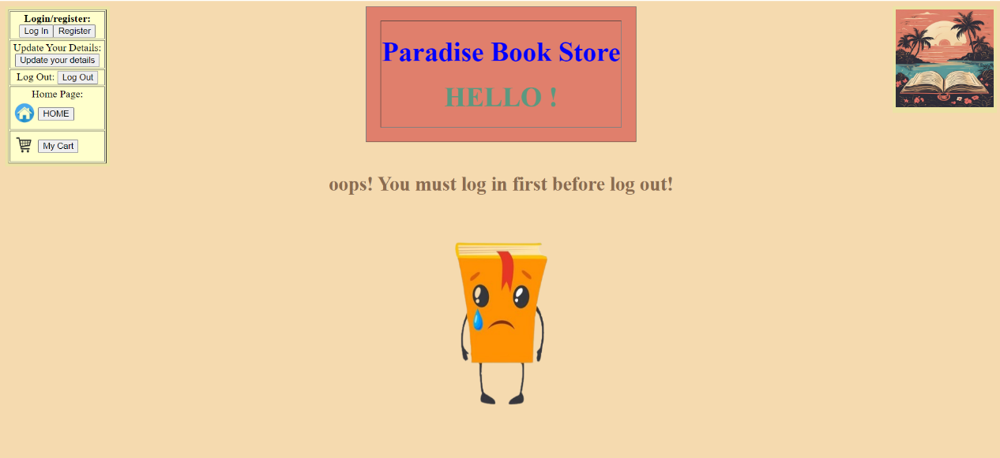 Login/register:
Log In Register
Update Your Details:
Update your details
Log Out: Log Out
Home Page:
HOME
My Cart
Paradise Book Store
HELLO !
oops! You must log in first before log out!